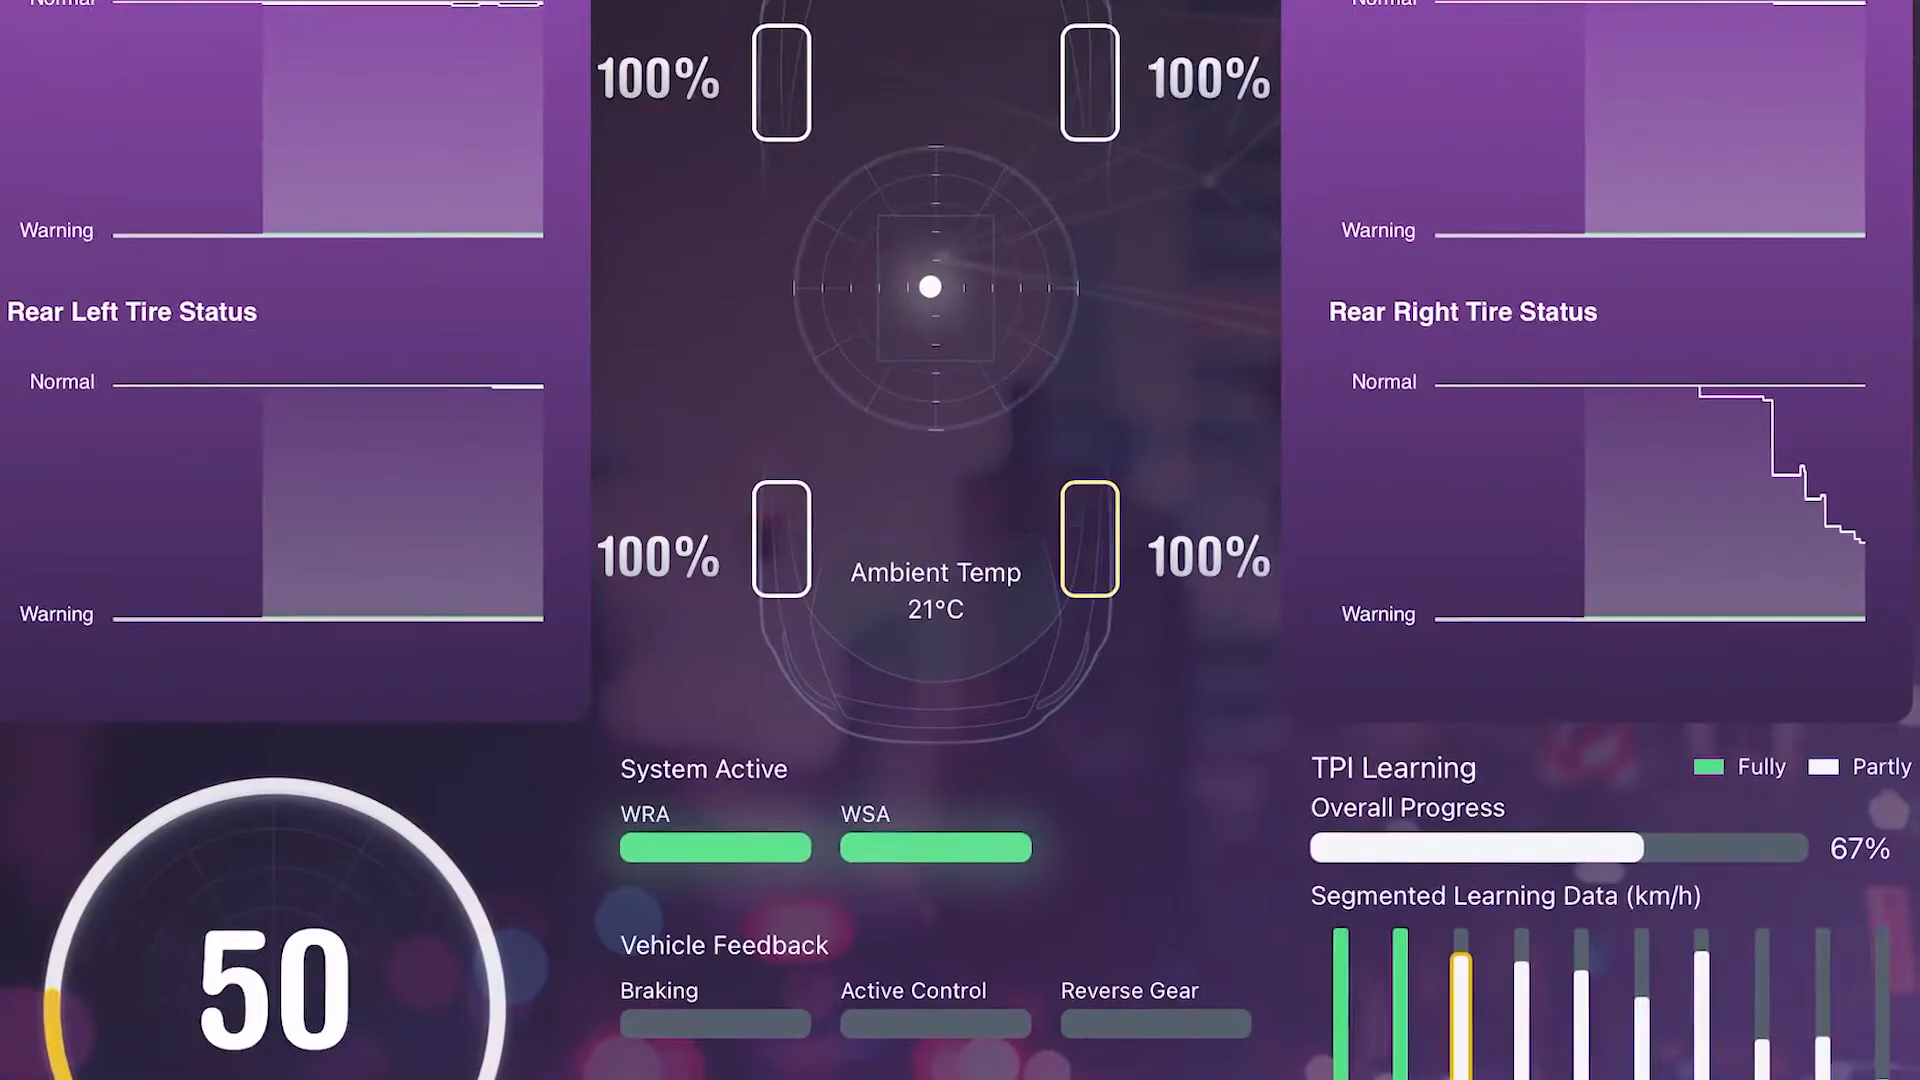 Normal
Warning
Rear Left Tire Status
Normal
Warning
50
100%
100%
100%
100%
Ambient Temp
21°C
System Active
WRA
WSA
Vehicle Feedback
Braking
Active Control
Reverse Gear
Normal
Warning
Rear Right Tire Status
Normal
Warning
TPI Learning
Fully
Partly
Overall Progress
67%
Segmented Learning Data (km/h)